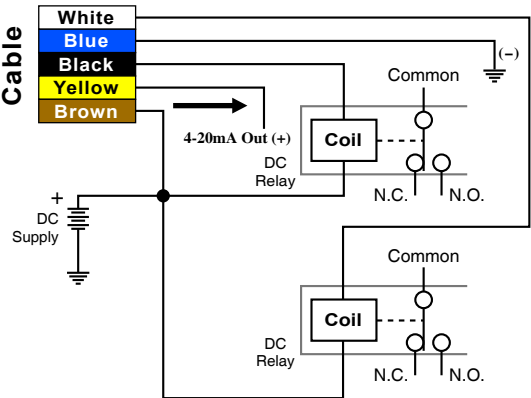 Cable
White
Blue
Black
Yellow
Brown
(−)
4-20mA Out (+)
Common
Coil
DC
Relay
N.C.
N.O.
+
DC
Supply
Common
Coil
DC
Relay
N.C.
N.O.